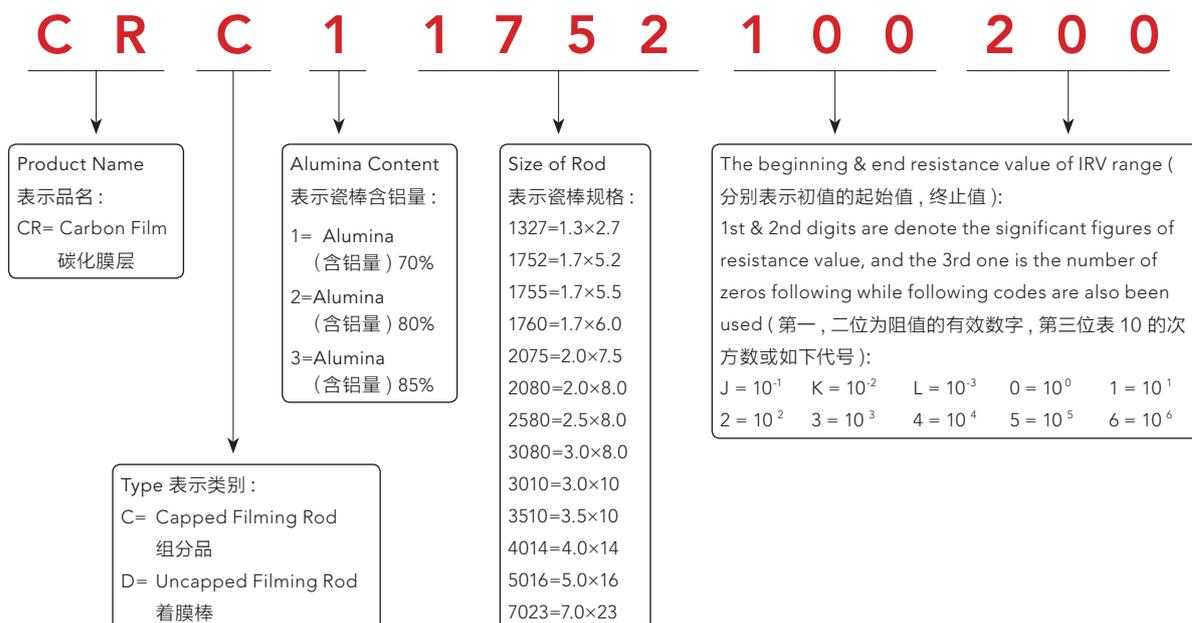 C R C 1 1 7 5 2 1 0 0 2 0 0
Product Name
表示品名 :
CR= Carbon Film
碳化膜层
Alumina Content
表示瓷棒含铝量 :
1= Alumina
(含铝量 ) 70%
2=Alumina
(含铝量 ) 80%
3=Alumina
(含铝量 ) 85%
Size of Rod
表示瓷棒规格 :
1327=1.3×2.7
1752=1.7×5.2
1755=1.7×5.5
1760=1.7×6.0
2075=2.0×7.5
2080=2.0×8.0
2580=2.5×8.0
3080=3.0×8.0
3010=3.0×10
3510=3.5×10
4014=4.0×14
5016=5.0×16
7023=7.0×23
The beginning & end resistance value of IRV range (
分别表示初值的起始值 , 终止值 ):
1st & 2nd digits are denote the significant figures of
resistance value, and the 3rd one is the number of
zeros following while following codes are also been
used ( 第一 , 二位为阻值的有效数字 , 第三位表 10 的次
方数或如下代号 ):
J = 10⁻¹ K = 10⁻² L = 10⁻³ 0 = 10⁰ 1 = 10¹
2 = 10² 3 = 10³ 4 = 10⁴ 5 = 10⁵ 6 = 10⁶
Type 表示类别 :
C= Capped Filming Rod
组分品
D= Uncapped Filming Rod
着膜棒